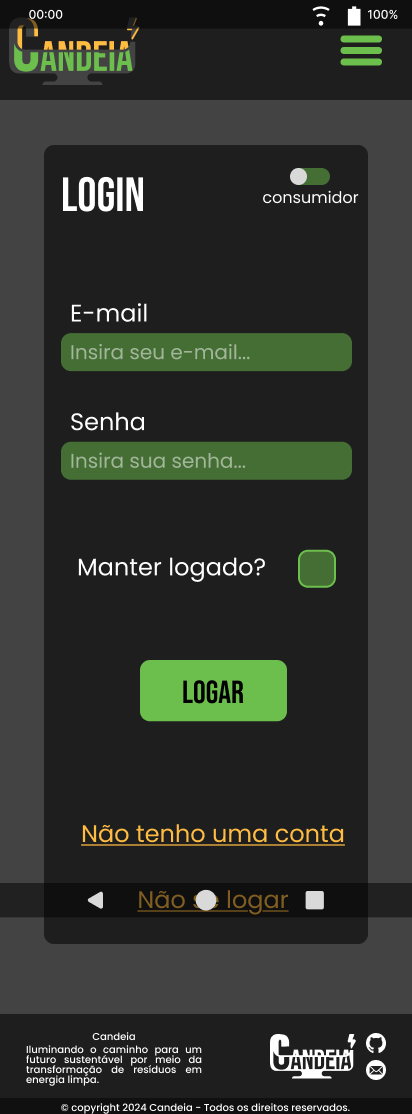 00:00
100%
CANDEIA
LOGIN
consumidor
E-mail
Insira seu e-mail...
Senha
Insira sua senha...
Manter logado?
LOGAR
Não tenho uma conta
Não se logar
Candeia
Iluminando o caminho para um
futuro sustentável por meio da
transformação de resíduos em
energia limpa.
CANDEIA
© copyright 2024 Candeia - Todos os direitos reservados.